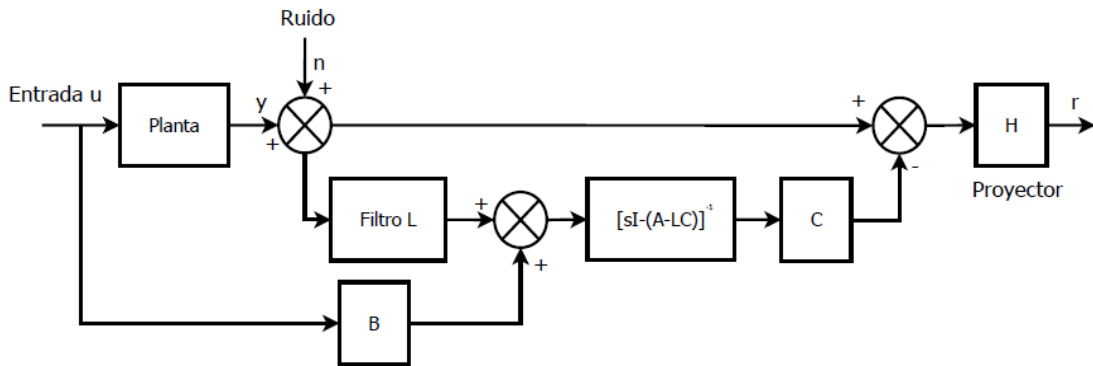 Ruido
n
+
Entrada u
Planta
y
+
+
H
r
-
Proyector
Filtro L
+
[sI-(A-LC)]⁻¹
C
+
B